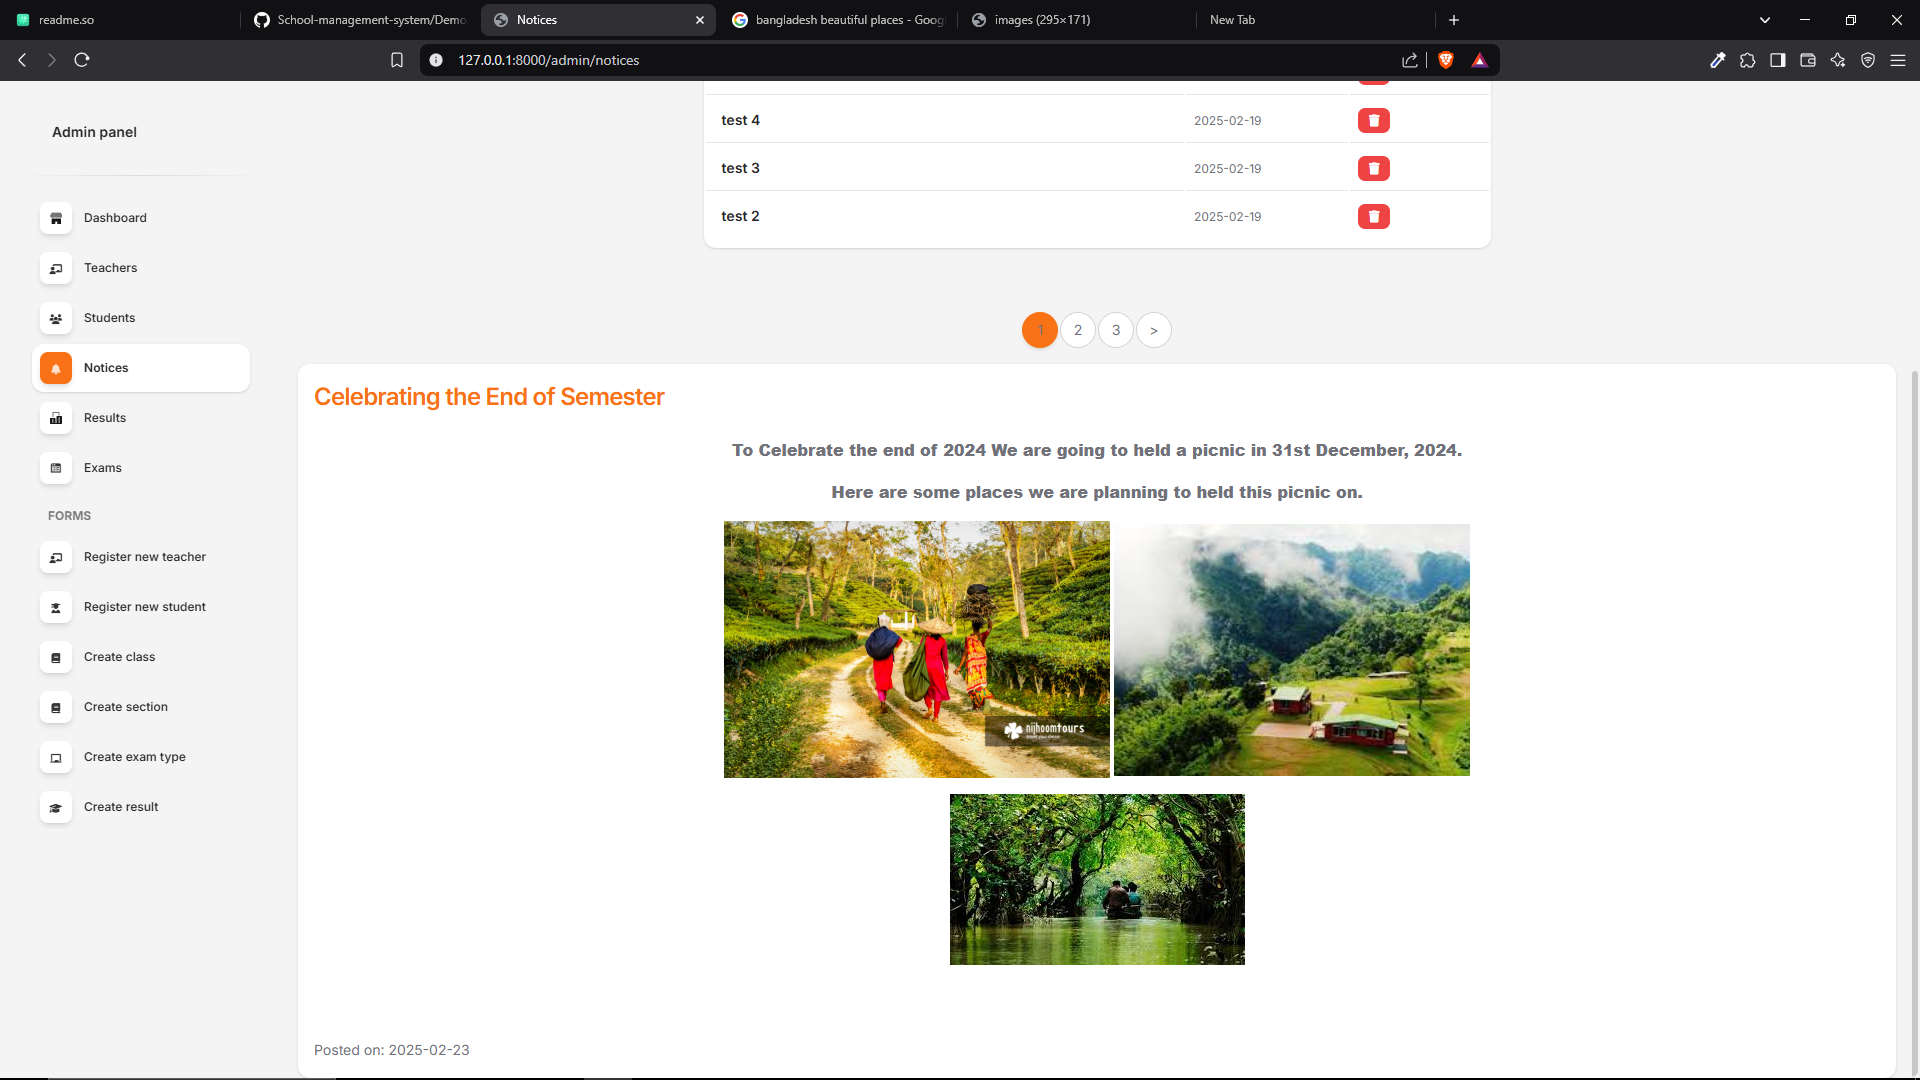 readme.so
School-management-system/Demo
Notices
bangladesh beautiful places - Goog
images (295×171)
New Tab
127.0.0.1:8000/admin/notices
Admin panel
Dashboard
Teachers
Students
Notices
Results
Exams
FORMS
Register new teacher
Register new student
Create class
Create section
Create exam type
Create result
test 4 2025-02-19
test 3 2025-02-19
test 2 2025-02-19
1 2 3 >
Celebrating the End of Semester
To Celebrate the end of 2024 We are going to held a picnic in 31st December, 2024.
Here are some places we are planning to held this picnic on.
nijhoomtours
Posted on: 2025-02-23